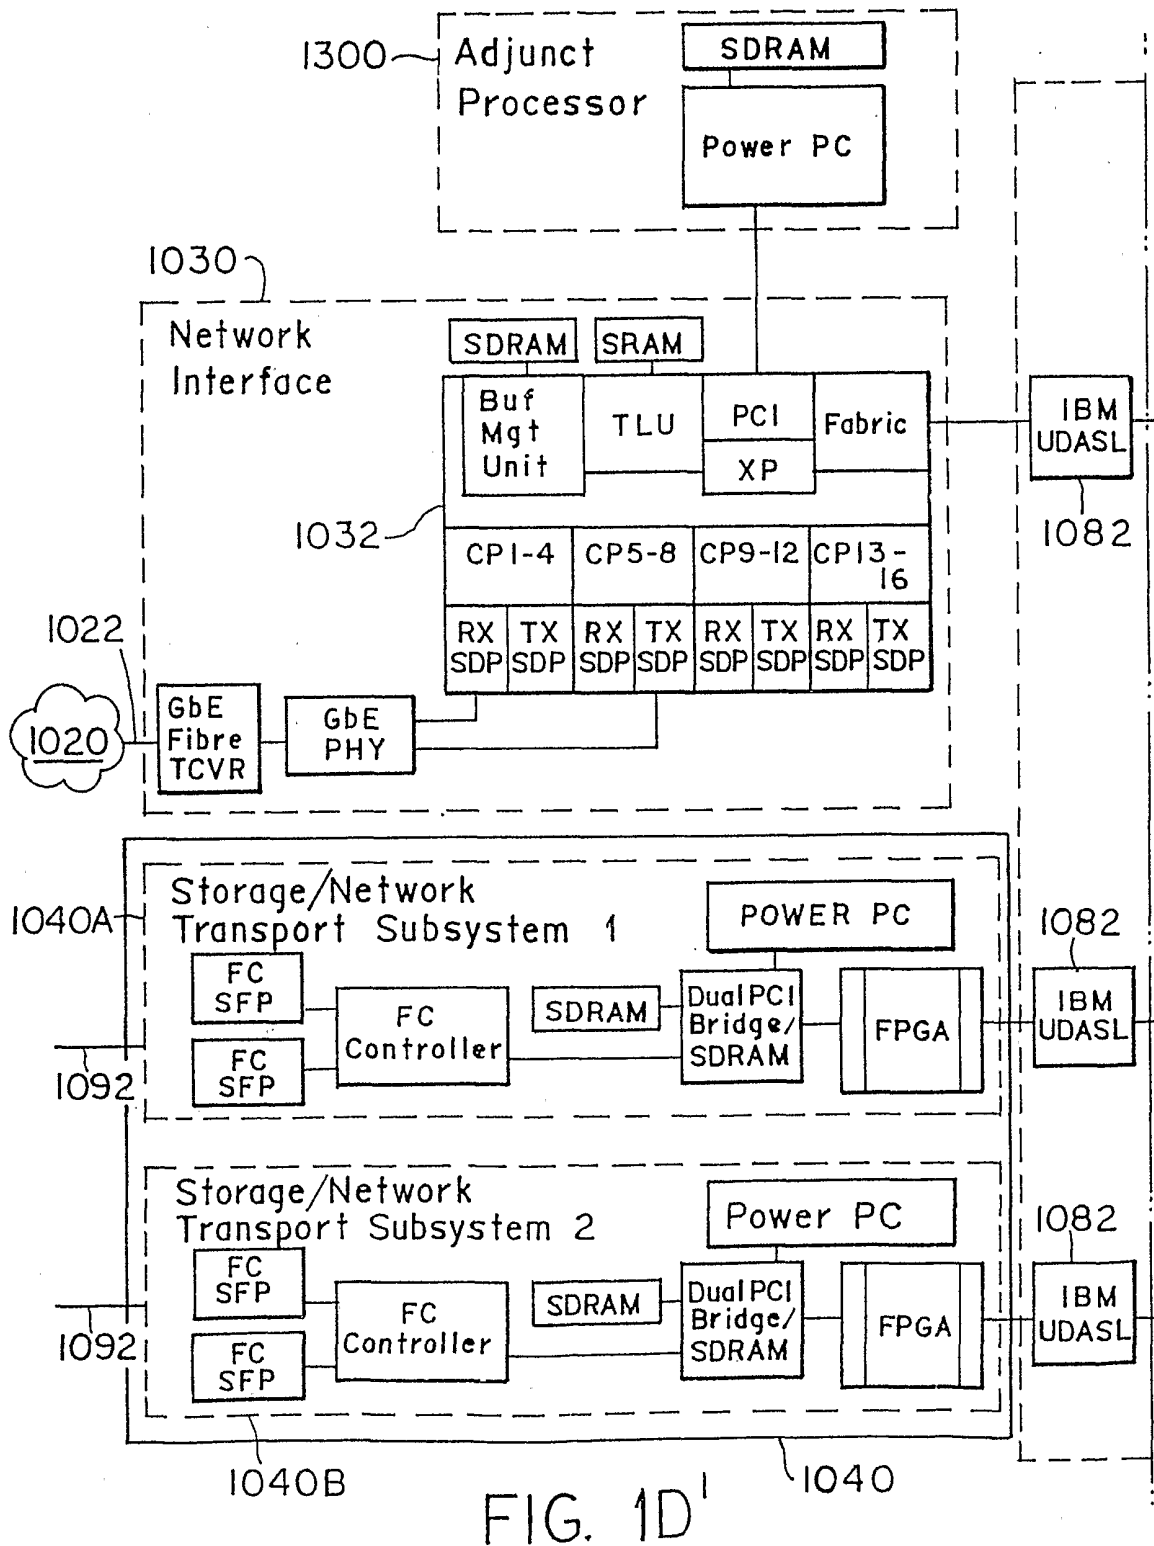 1300
Adjunct
Processor
SDRAM
Power PC
1030
Network
Interface
SDRAM
SRAM
Buf
Mgt
Unit
TLU
PCI
XP
Fabric
IBM
UDASL
1082
1032
CP1-4
CP5-8
CP9-12
CP13-
16
RX
SDP
TX
SDP
RX
SDP
TX
SDP
RX
SDP
TX
SDP
RX
SDP
TX
SDP
1022
1020
GbE
Fibre
TCVR
GbE
PHY
1040A
Storage/Network
Transport Subsystem 1
POWER PC
1082
FC
SFP
FC
SFP
FC
Controller
SDRAM
Dual PCI
Bridge/
SDRAM
FPGA
IBM
UDASL
1092
Storage/Network
Transport Subsystem 2
Power PC
1082
FC
SFP
FC
SFP
FC
Controller
SDRAM
Dual PCI
Bridge/
SDRAM
FPGA
IBM
UDASL
1092
1040B
1040
FIG. 1D'